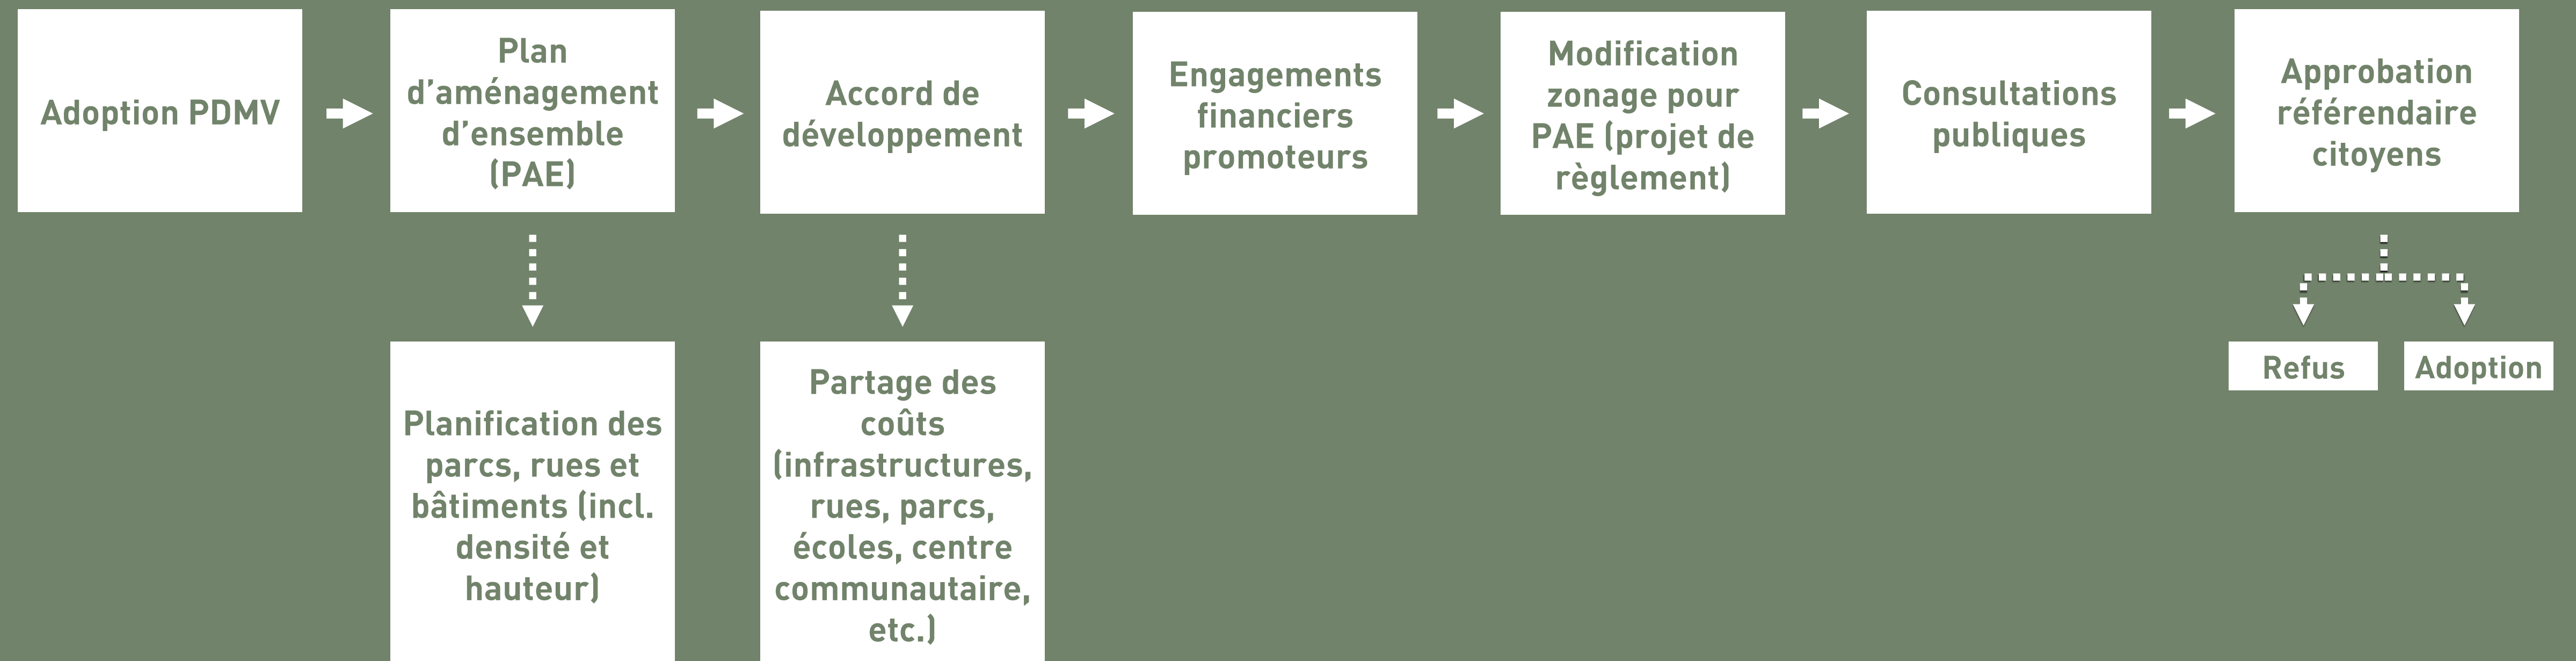 Adoption PDMV
Plan
d’aménagement
d’ensemble
(PAE)
Accord de
développement
Engagements
financiers
promoteurs
Modification
zonage pour
PAE (projet de
règlement)
Consultations
publiques
Approbation
référendaire
citoyens
Planification des
parcs, rues et
bâtiments (incl.
densité et
hauteur)
Partage des
coûts
(infrastructures,
rues, parcs,
écoles, centre
communautaire,
etc.)
Refus
Adoption